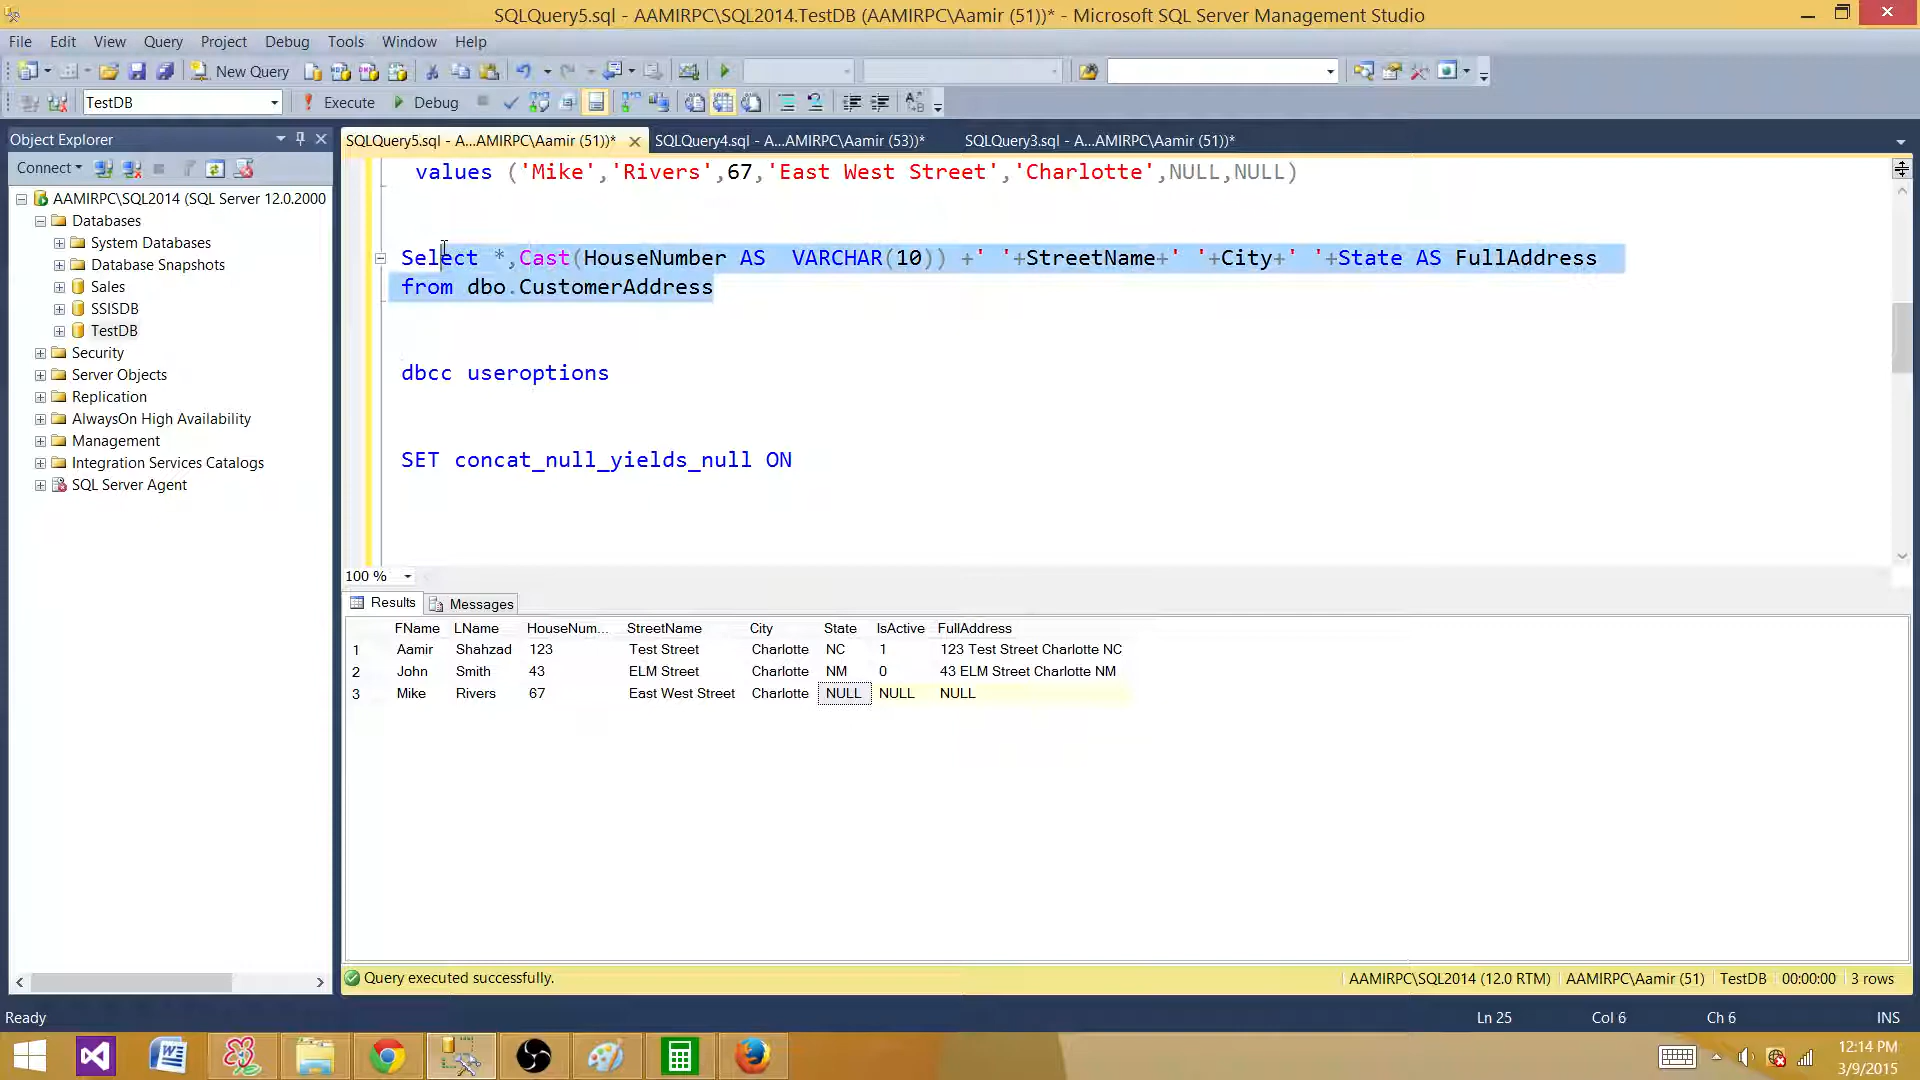 SQLQuery5.sql - AAMIRPC\SQL2014.TestDB (AAMIRPC\Aamir (51))* - Microsoft SQL Server Management Studio
File Edit View Query Project Debug Tools Window Help
New Query
TestDB Execute Debug
Object Explorer
Connect
AAMIRPC\SQL2014 (SQL Server 12.0.2000
Databases
System Databases
Database Snapshots
Sales
SSISDB
TestDB
Security
Server Objects
Replication
AlwaysOn High Availability
Management
Integration Services Catalogs
SQL Server Agent
SQLQuery5.sql - A...AMIRPC\Aamir (51))* SQLQuery4.sql - A...AMIRPC\Aamir (53))* SQLQuery3.sql - A...AMIRPC\Aamir (51))*
values ('Mike','Rivers',67,'East West Street','Charlotte',NULL,NULL)
Select *,Cast(HouseNumber AS  VARCHAR(10)) +' '+StreetName+' '+City+' '+State AS FullAddress
from dbo.CustomerAddress
dbcc useroptions
SET concat_null_yields_null ON
100 %
Results Messages
FName LName HouseNum... StreetName City State IsActive FullAddress
1 Aamir Shahzad 123 Test Street Charlotte NC 1 123 Test Street Charlotte NC
2 John Smith 43 ELM Street Charlotte NM 0 43 ELM Street Charlotte NM
3 Mike Rivers 67 East West Street Charlotte NULL NULL NULL
Query executed successfully. AAMIRPC\SQL2014 (12.0 RTM) AAMIRPC\Aamir (51) TestDB 00:00:00 3 rows
Ready Ln 25 Col 6 Ch 6 INS
12:14 PM
3/9/2015